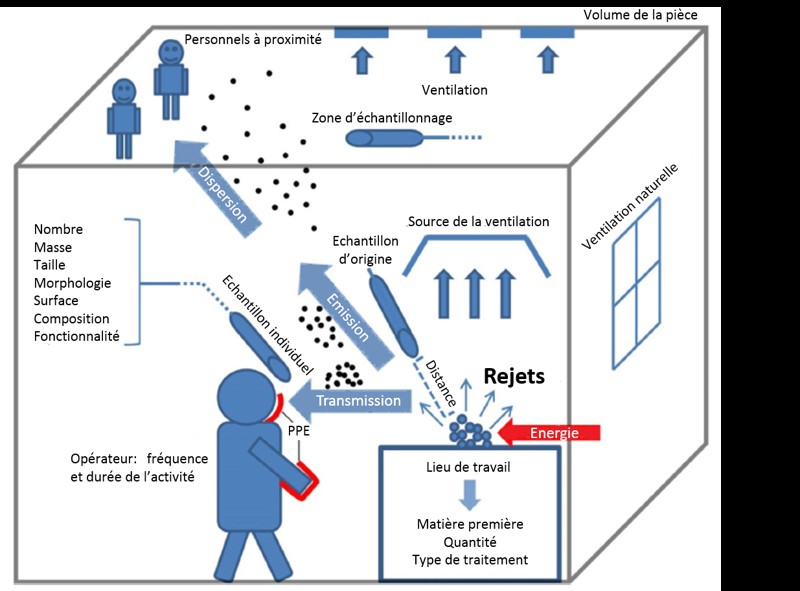 Volume de la pièce
Personnels à proximité
Ventilation
Zone d'échantillonnage
Dispersion
Ventilation naturelle
Source de la ventilation
Echantillon
d'origine
Nombre
Masse
Taille
Morphologie
Surface
Composition
Fonctionnalité
Echantillon individuel
Emission
Distance
Rejets
Transmission
PPE
Energie
Opérateur: fréquence
et durée de l'activité
Lieu de travail
Matière première
Quantité
Type de traitement